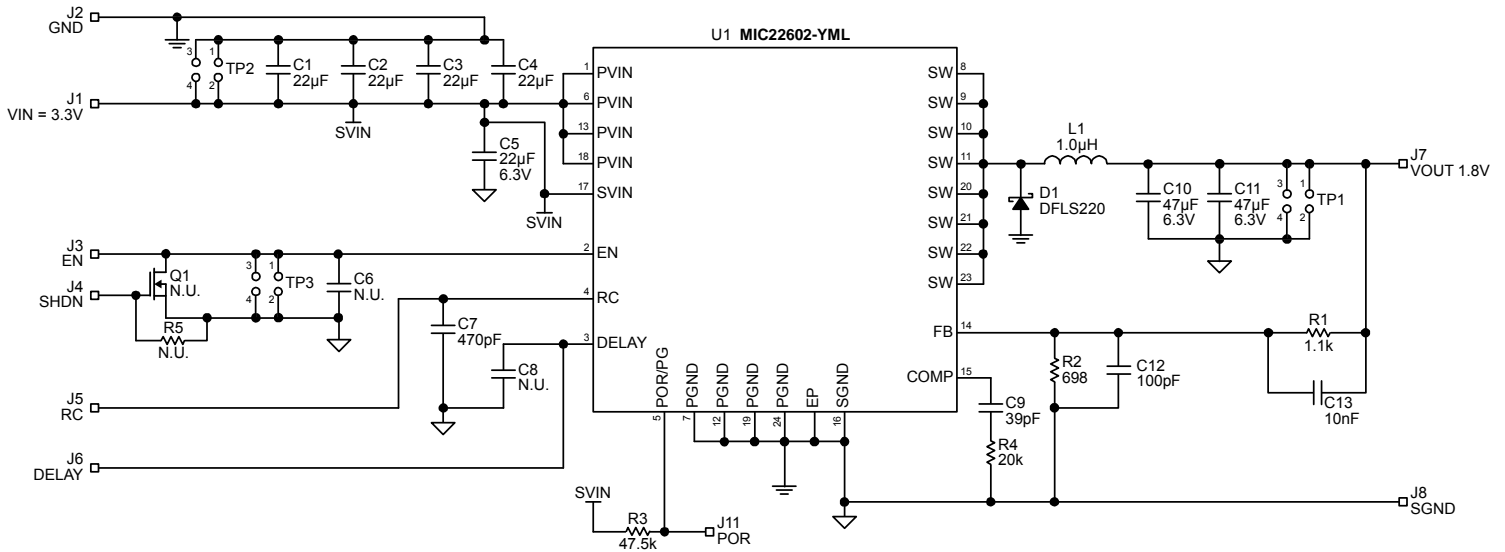 J2
GND
3
1
4
2
TP2
C1
22µF
C2
22µF
C3
22µF
C4
22µF
J1
VIN = 3.3V
SVIN
C5
22µF
6.3V
SVIN
U1 MIC22602-YML
1
PVIN
6
PVIN
13
PVIN
18
PVIN
17
SVIN
2
EN
4
RC
3
DELAY
SW
8
SW
9
SW
10
SW
11
SW
20
SW
21
SW
22
SW
23
FB
14
COMP
15
POR/PG
5
PGND
7
PGND
12
PGND
19
PGND
24
EP
SGND
16
J3
EN
J4
SHDN
Q1
N.U.
R5
N.U.
3
1
4
2
TP3
C6
N.U.
C7
470pF
C8
N.U.
J5
RC
J6
DELAY
SVIN
R3
47.5k
J11
POR
L1
1.0µH
D1
DFLS220
C10
47µF
6.3V
C11
47µF
6.3V
3
1
4
2
TP1
J7
VOUT 1.8V
R1
1.1k
R2
698
C12
100pF
C13
10nF
C9
39pF
R4
20k
J8
SGND